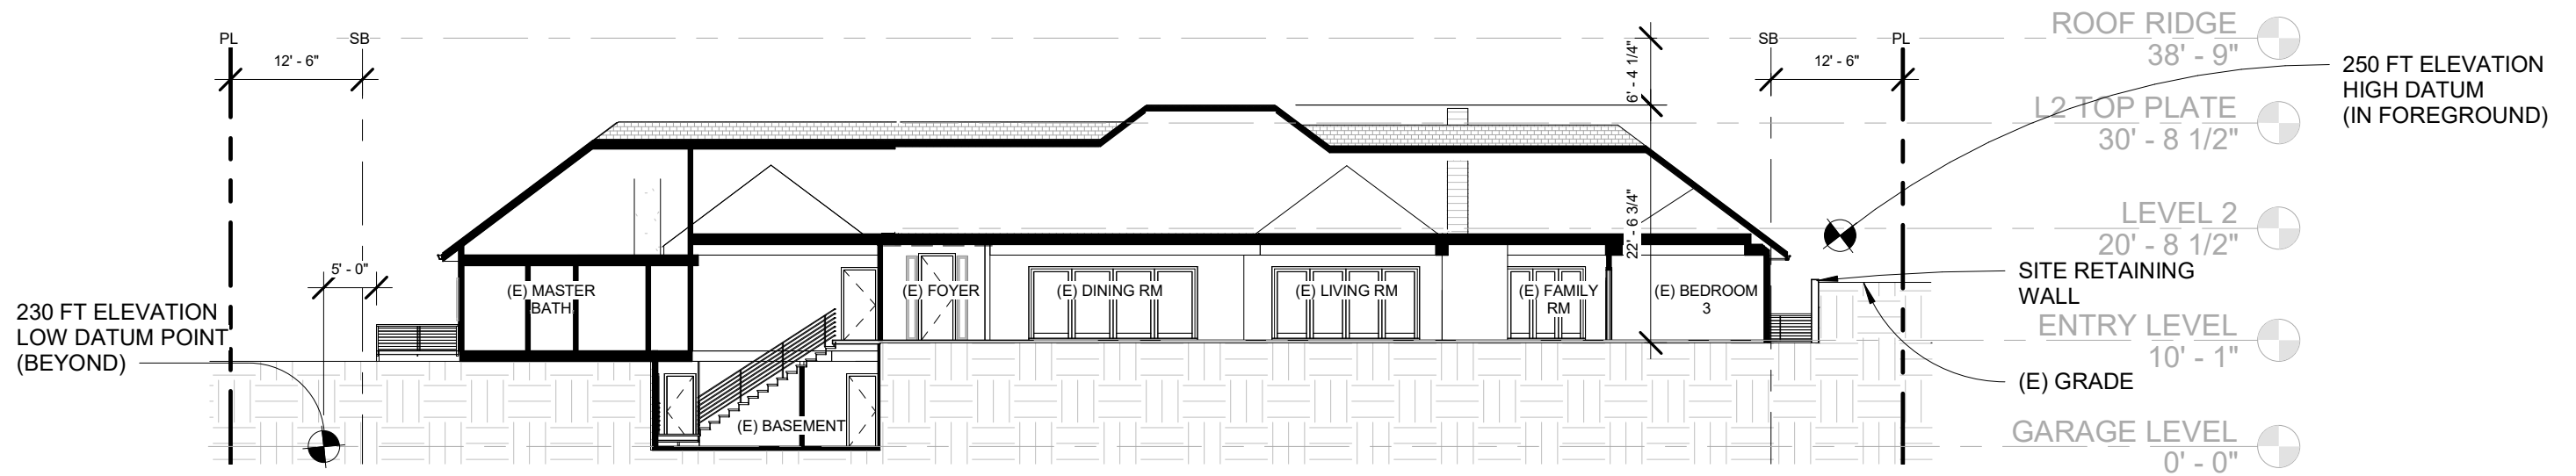 PL
SB
12' - 6"
6' - 4 1/4"
SB
PL
12' - 6"
ROOF RIDGE
38' - 9"
250 FT ELEVATION
HIGH DATUM
(IN FOREGROUND)
L2 TOP PLATE
30' - 8 1/2"
22' - 6 3/4"
LEVEL 2
20' - 8 1/2"
5' - 0"
230 FT ELEVATION
LOW DATUM POINT
(BEYOND)
(E) MASTER
BATH
(E) FOYER
(E) DINING RM
(E) LIVING RM
(E) FAMILY
RM
(E) BEDROOM
3
SITE RETAINING
WALL
ENTRY LEVEL
10' - 1"
(E) GRADE
(E) BASEMENT
GARAGE LEVEL
0' - 0"